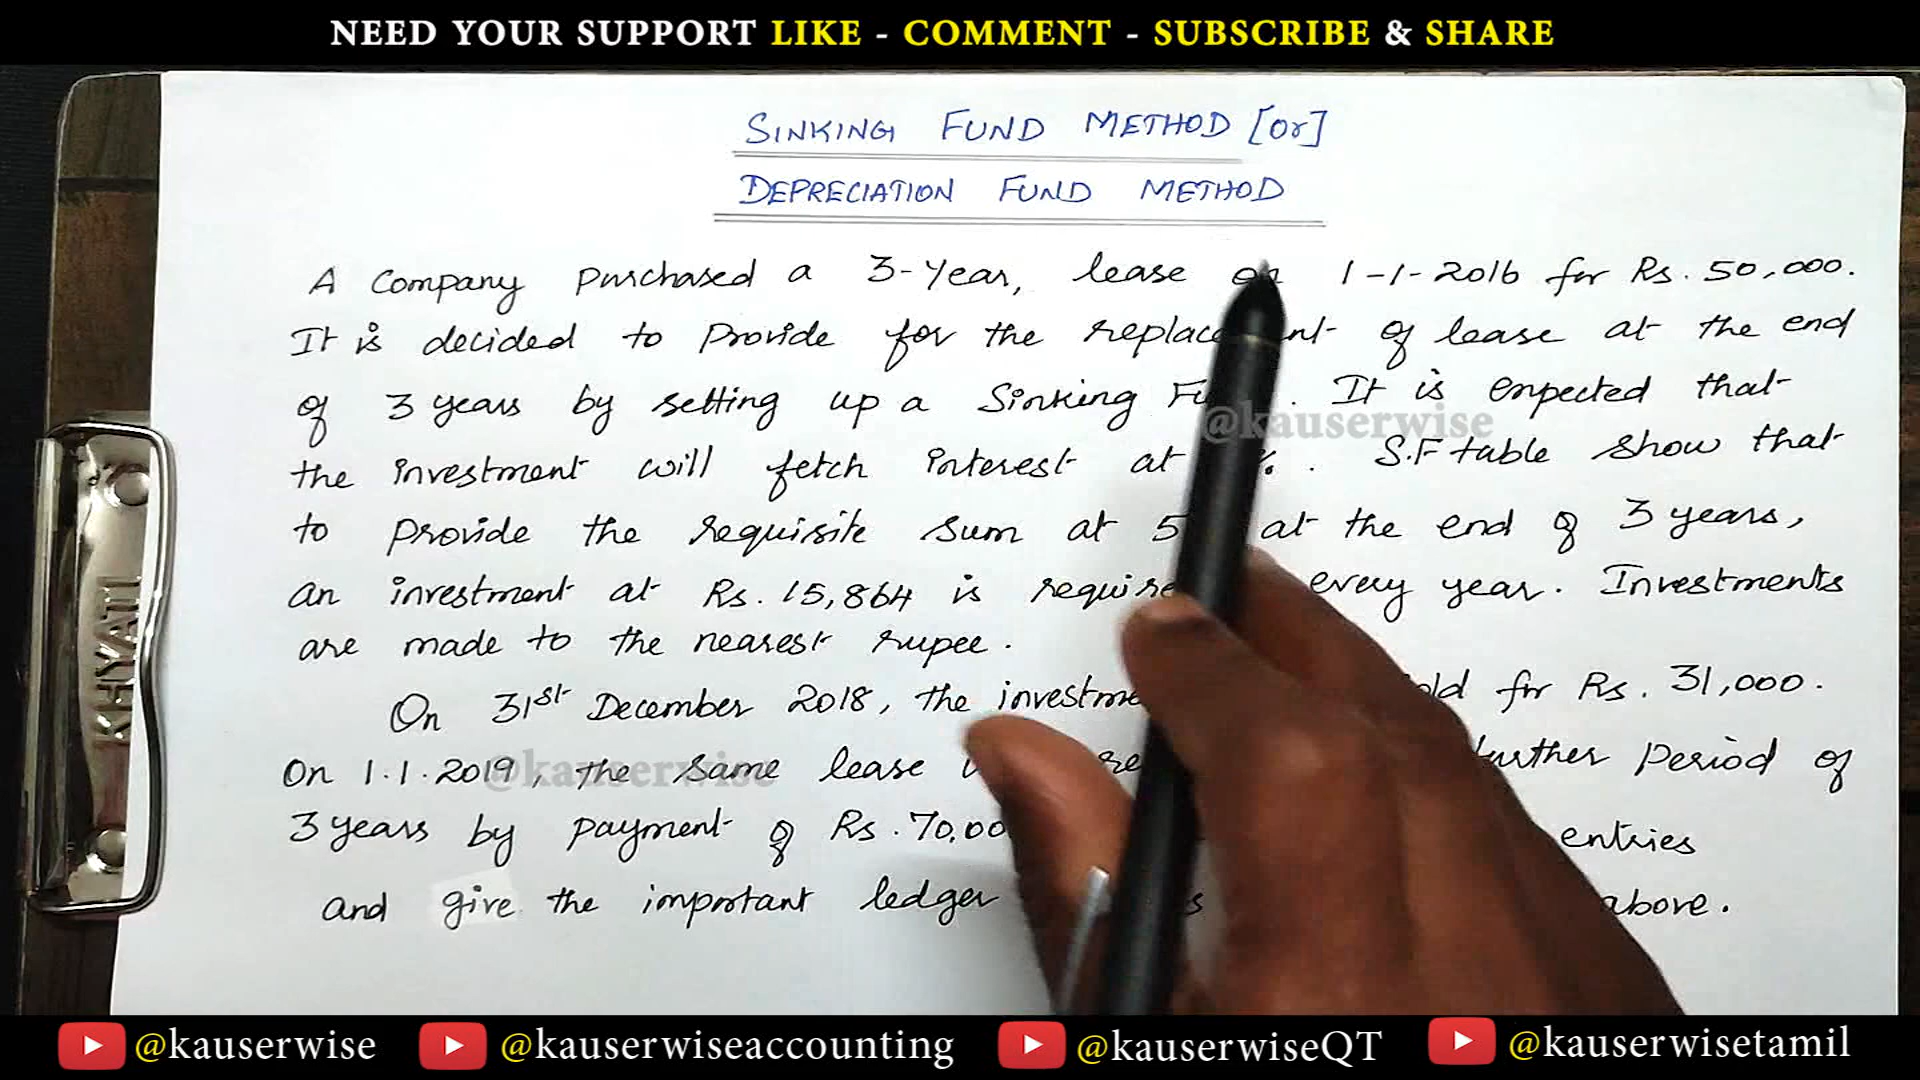 NEED YOUR SUPPORT LIKE - COMMENT - SUBSCRIBE & SHARE
SINKING FUND METHOD [or]
DEPRECIATION FUND METHOD
A Company purchased a 3-Year, lease on 1-1-2016 for Rs. 50,000.
It is decided to Provide for the of lease at the end
of 3 years by setting up a Sinking . It is expected that
@kauserwise
the investment will fetch interest at %. S.F table show that
to provide the requisite sum at 5 at the end of 3 years,
an investment at Rs. 15,864 is every year. Investments
are made to the nearest rupee.
On 31st December 2018, the for Rs. 31,000.
On 1.1.2019, the same lease further Period of
@kauserwise
3 years by payment of Rs. entries
and give the important ledger above.
KHYATI
@kauserwise @kauserwiseaccounting @kauserwiseQT @kauserwisetamil